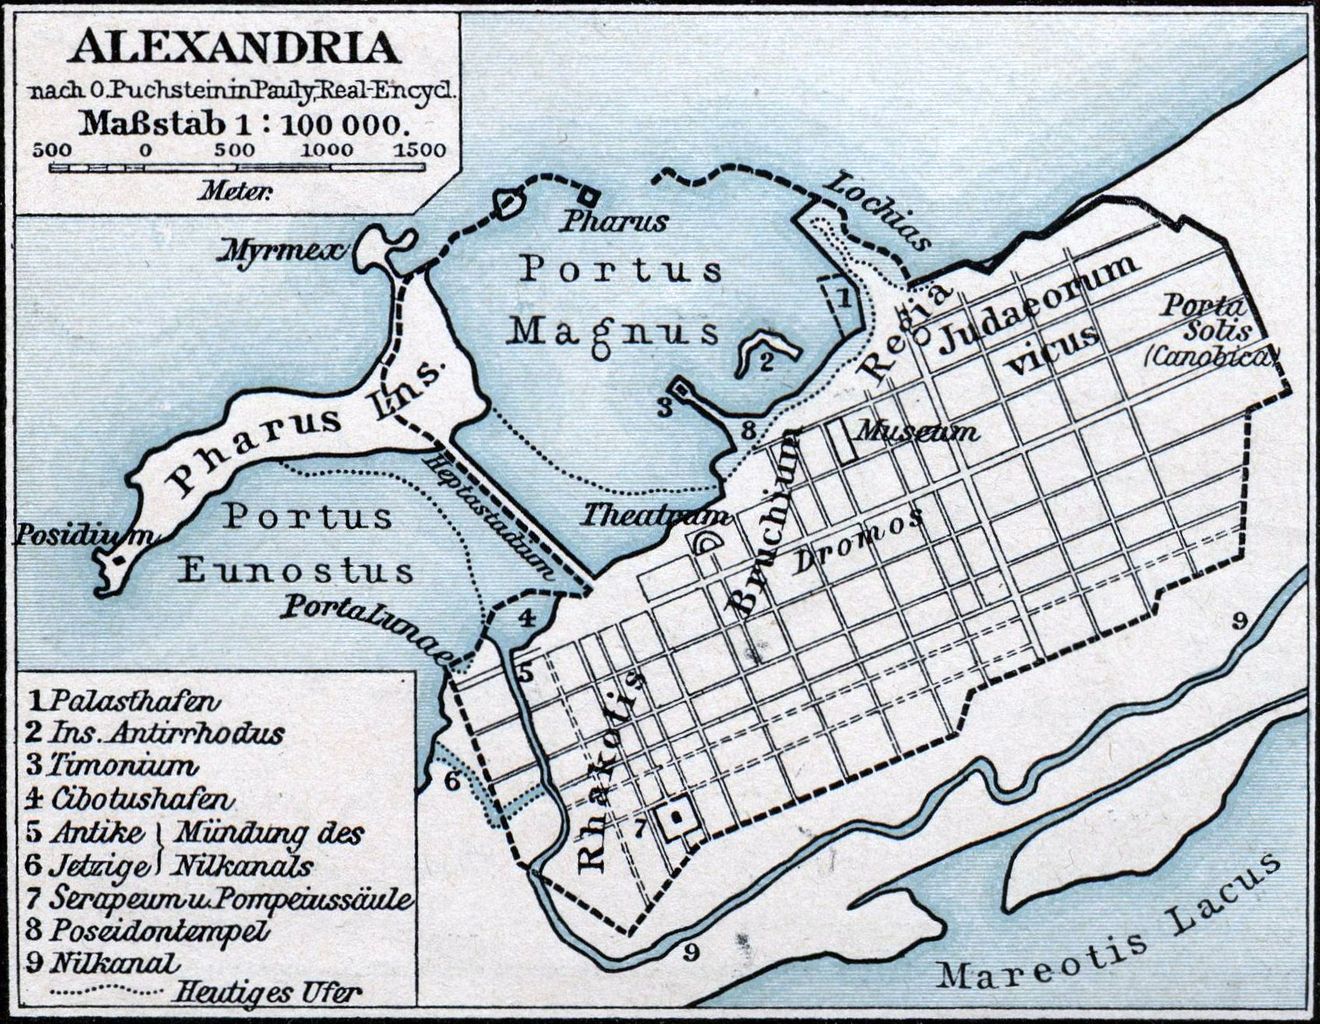 ALEXANDRIA
nach O. Puchstein in Pauly, Real-Encycl.
Maßstab 1 : 100 000.
500 0 500 1000 1500
Meter.
Myrmex
Pharus
Lochias
Portus
Magnus
1
2
3
8
Regia
Judaeorum
vicus
Porta
Solis
(Canobica)
Pharus Ins.
Museum
Heptastadum
Theatrum
Bruchium
Dromos
Portus
Eunostus
Posidium
Porta Lunae
4
5
6
Rhakotis
7
9
9
Mareotis Lacus
1 Palasthafen
2 Ins. Antirrhodus
3 Timonium
4 Cibotushafen
5 Antike } Mündung des
6 Jetzige } Nilkanals
7 Serapeum u. Pompeiussäule
8 Poseidontempel
9 Nilkanal
Heutiges Ufer